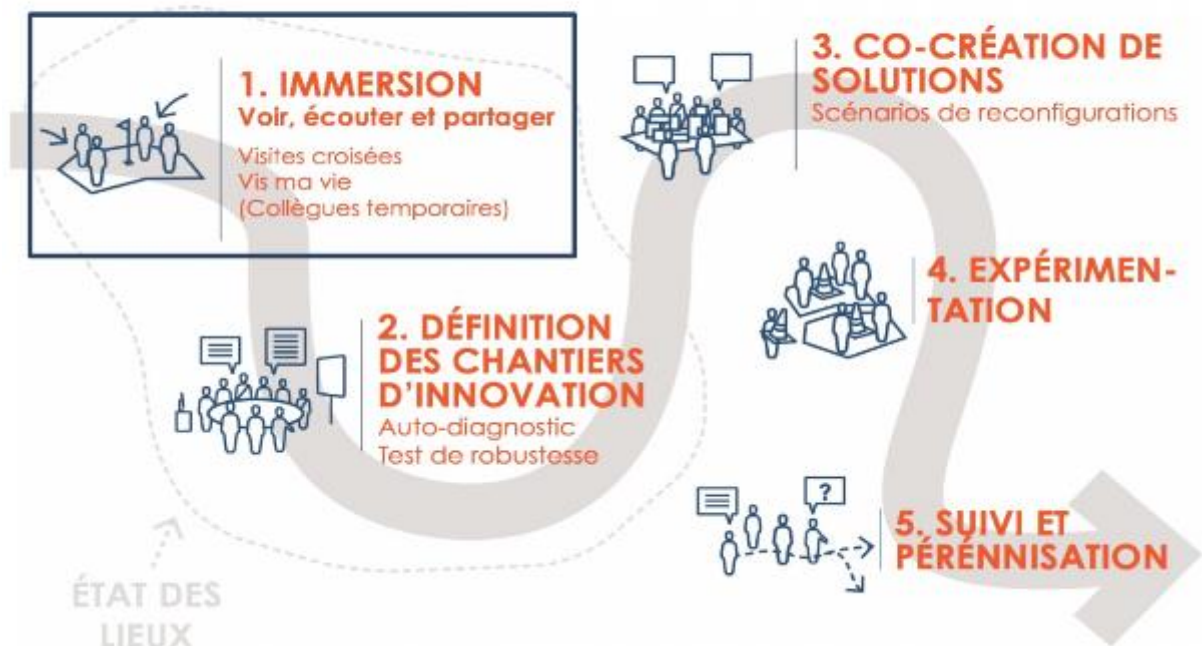 1. IMMERSION
Voir, écouter et partager
Visites croisées
Vis ma vie
(Collègues temporaires)
2. DÉFINITION
DES CHANTIERS
D'INNOVATION
Auto-diagnostic
Test de robustesse
3. CO-CRÉATION DE
SOLUTIONS
Scénarios de reconfigurations
4. EXPÉRIMEN-
TATION
?
5. SUIVI ET
PÉRÉNNISATION
ÉTAT DES
LIEUX